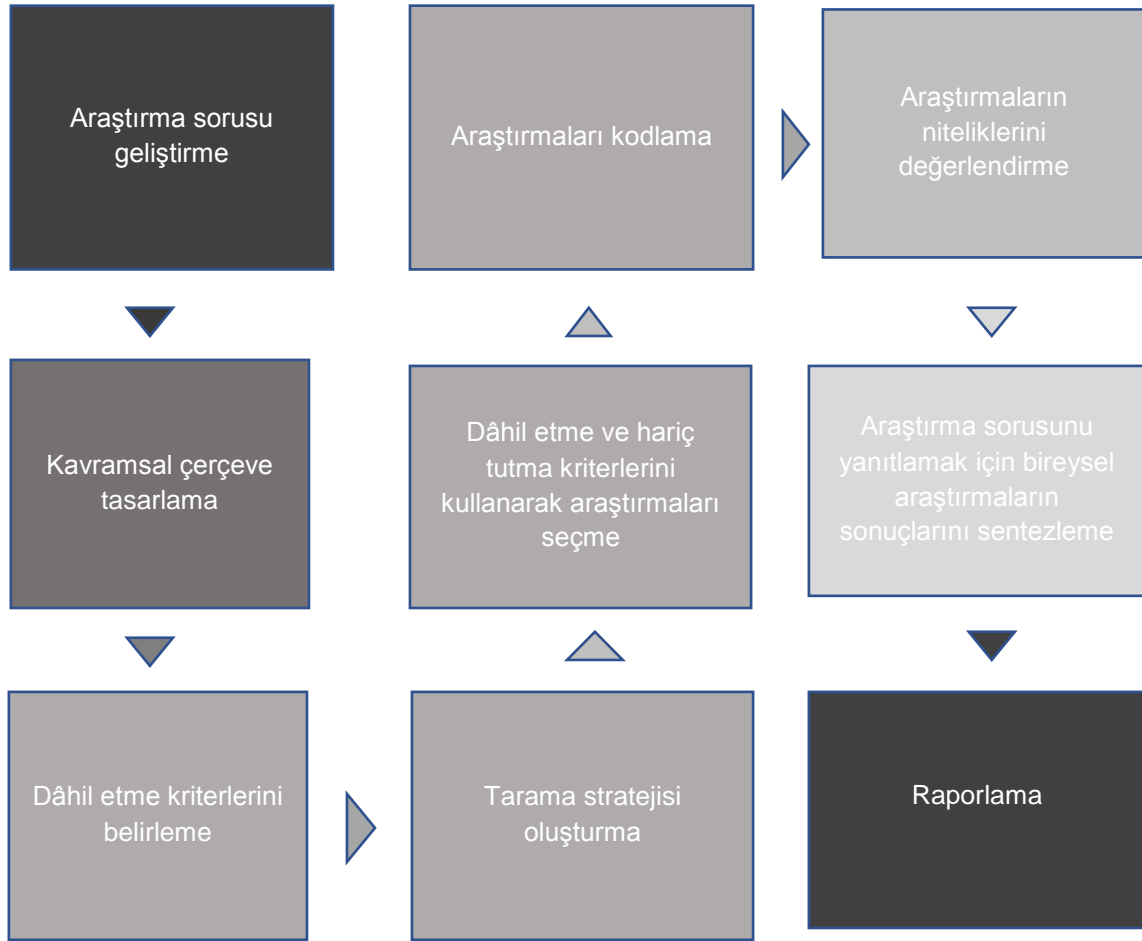 Araştırma sorusu
geliştirme
Kavramsal çerçeve
tasarlama
Dâhil etme kriterlerini
belirleme
Tarama stratejisi
oluşturma
Dâhil etme ve hariç
tutma kriterlerini
kullanarak araştırmaları
seçme
Araştırmaları kodlama
Araştırmaların
niteliklerini
değerlendirme
Araştırma sorusunu
yanıtlamak için bireysel
araştırmaların
sonuçlarını sentezleme
Raporlama